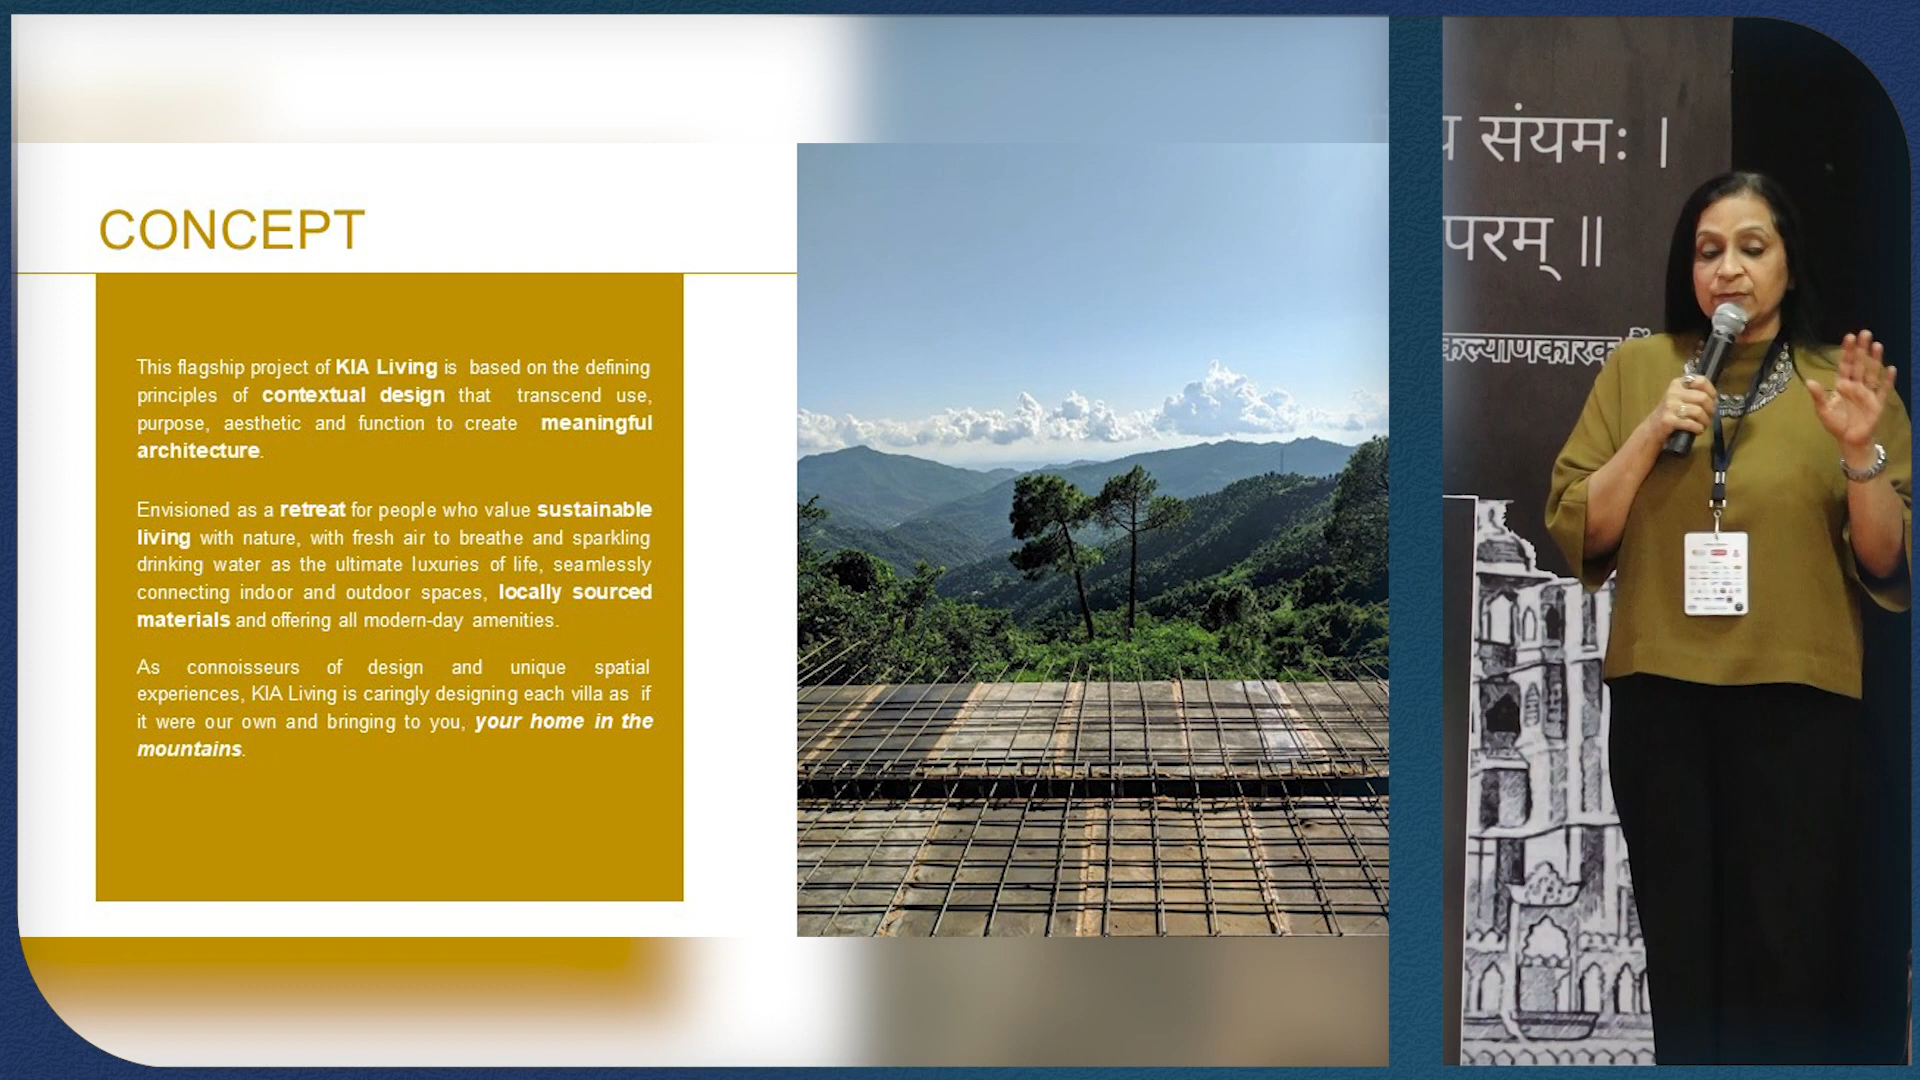 CONCEPT
This flagship project of KIA Living is based on the defining
principles of contextual design that transcend use,
purpose, aesthetic and function to create meaningful
architecture.
Envisioned as a retreat for people who value sustainable
living with nature, with fresh air to breathe and sparkling
drinking water as the ultimate luxuries of life, seamlessly
connecting indoor and outdoor spaces, locally sourced
materials and offering all modern-day amenities.
As connoisseurs of design and unique spatial
experiences, KIA Living is caringly designing each villa as if
it were our own and bringing to you, your home in the
mountains.
संयमः ।
परम् ॥